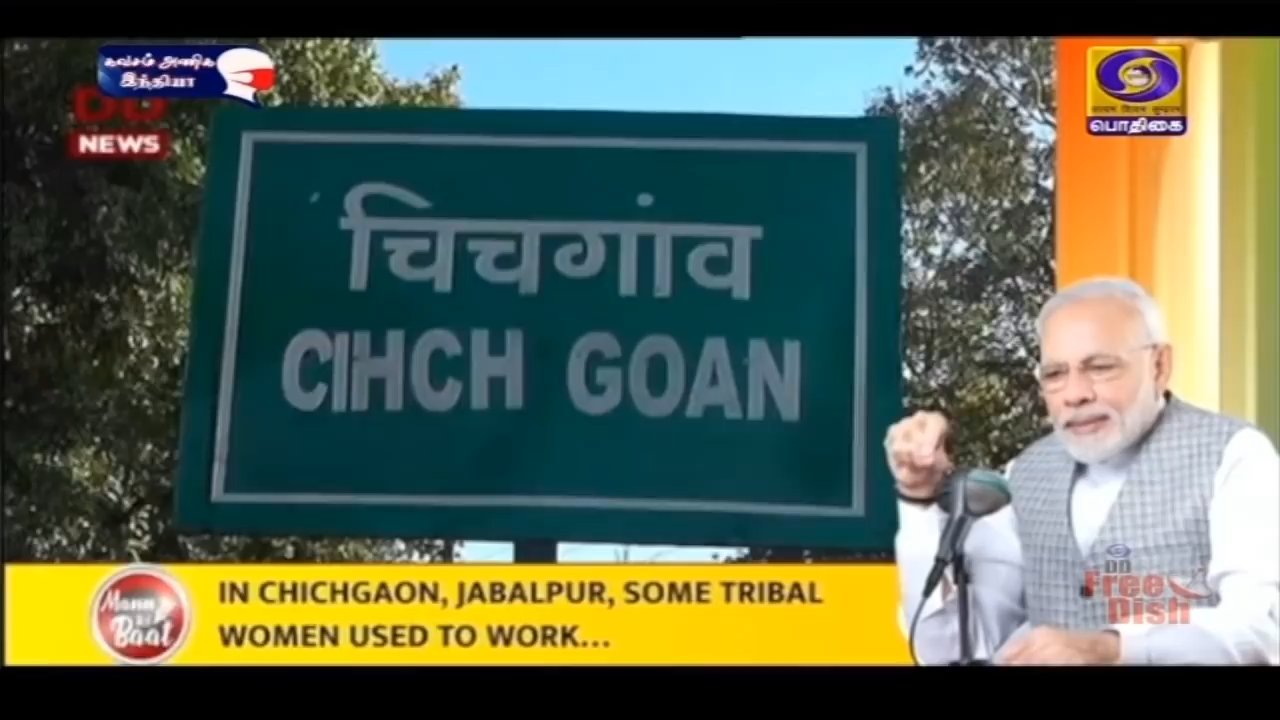 கவசம் அணிக
இந்தியா
DD
NEWS
பொதிகை
चिचगांव
CIHCH GOAN
Mann
Baat
IN CHICHGAON, JABALPUR, SOME TRIBAL
WOMEN USED TO WORK...
DD
Free
Dish